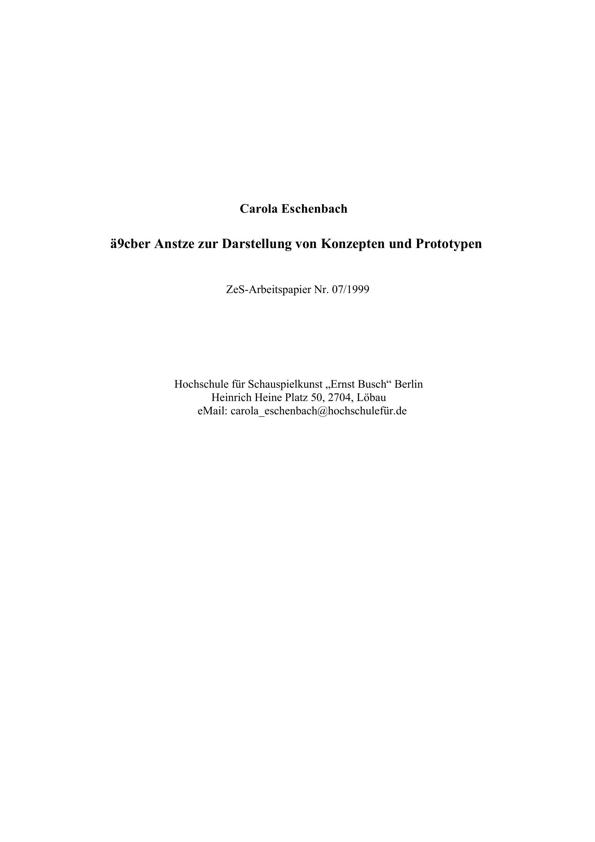 Carola Eschenbach
ä9cber Anstze zur Darstellung von Konzepten und Prototypen
ZeS-Arbeitspapier Nr. 07/1999
Hochschule für Schauspielkunst „Ernst Busch“ Berlin
Heinrich Heine Platz 50, 2704, Löbau
eMail: carola_eschenbach@hochschulefür.de